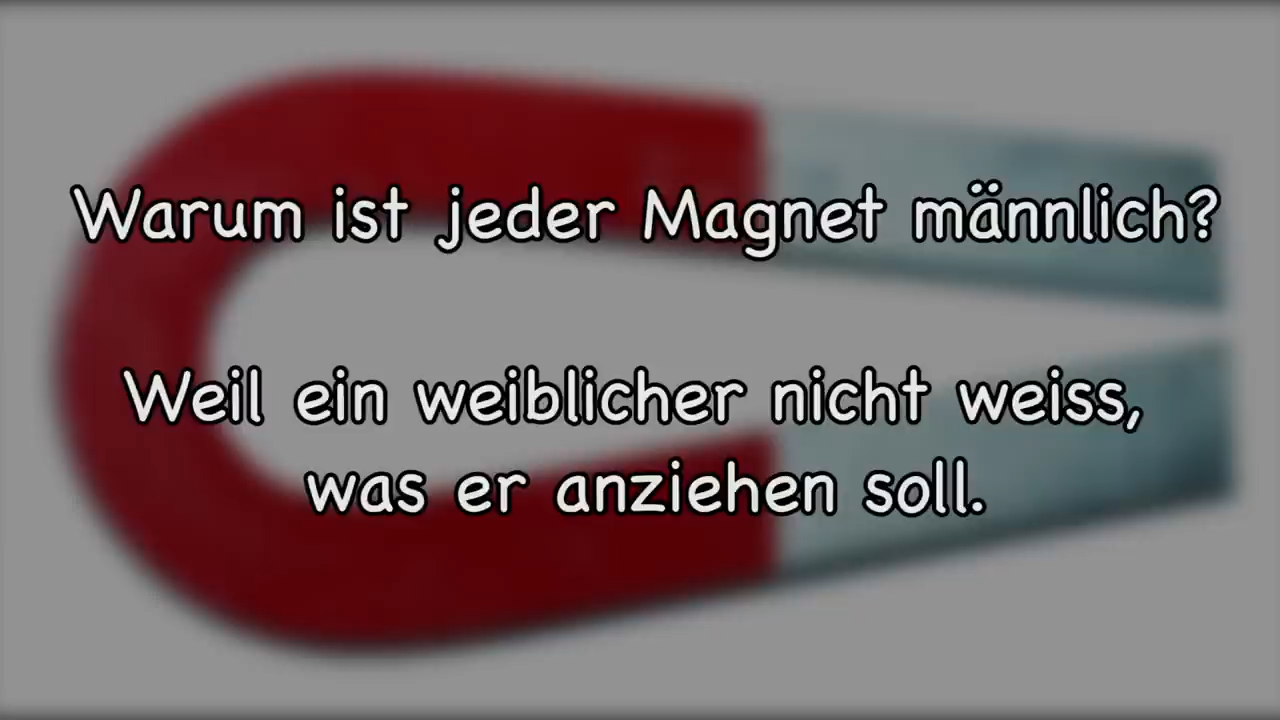 Warum ist jeder Magnet männlich?
Weil ein weiblicher nicht weiss,
was er anziehen soll.